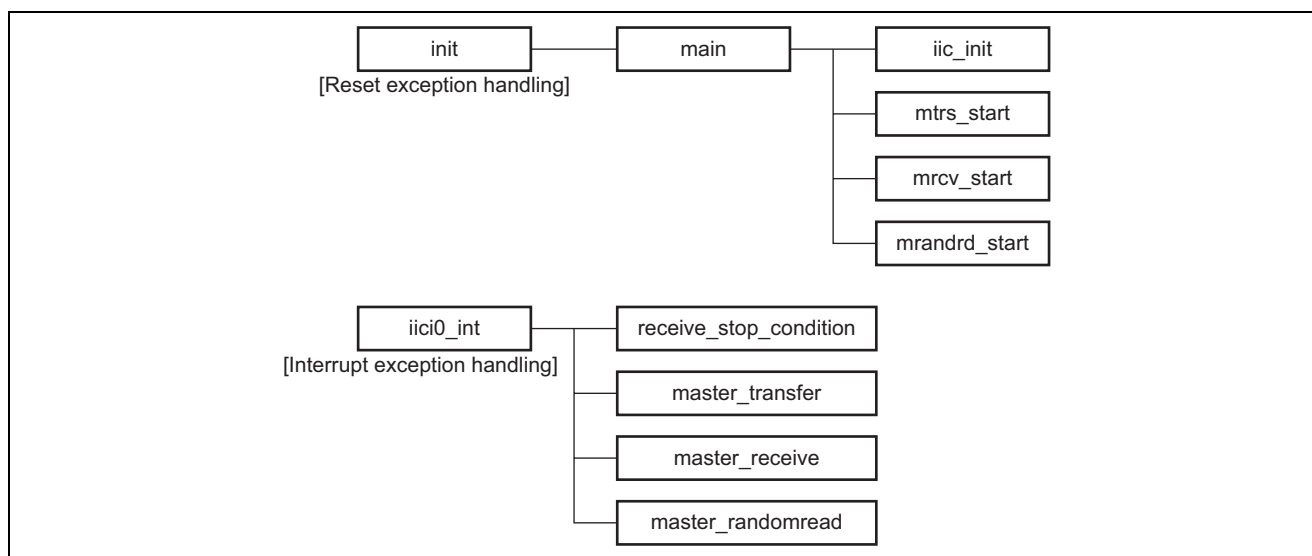 init
main
iic_init
[Reset exception handling]
mtrs_start
mrcv_start
mrandrd_start
iici0_int
receive_stop_condition
[Interrupt exception handling]
master_transfer
master_receive
master_randomread